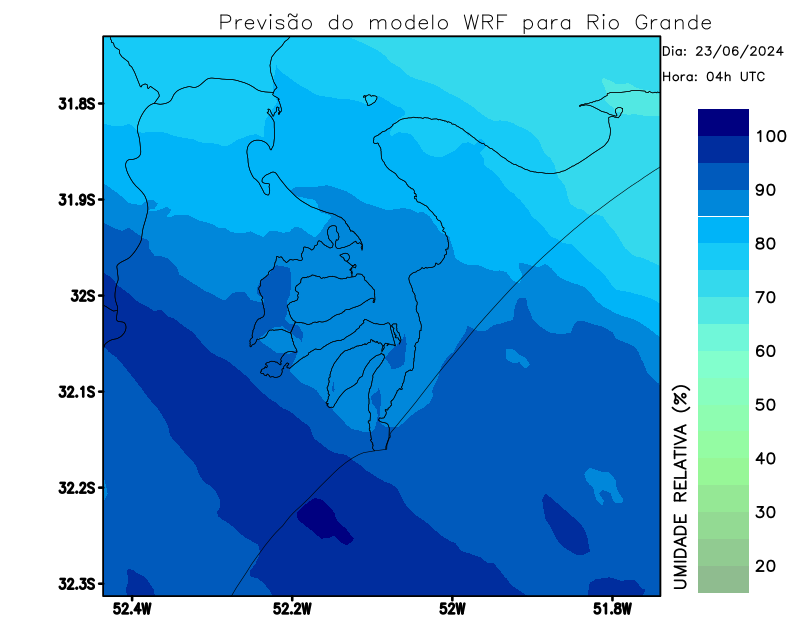 Previsão do modelo WRF para Rio Grande
Dia: 23/06/2024
Hora: 04h UTC
31.8S
31.9S
32S
32.1S
32.2S
32.3S
52.4W
52.2W
52W
51.8W
100
90
80
70
60
50
40
30
20
UMIDADE RELATIVA (%)